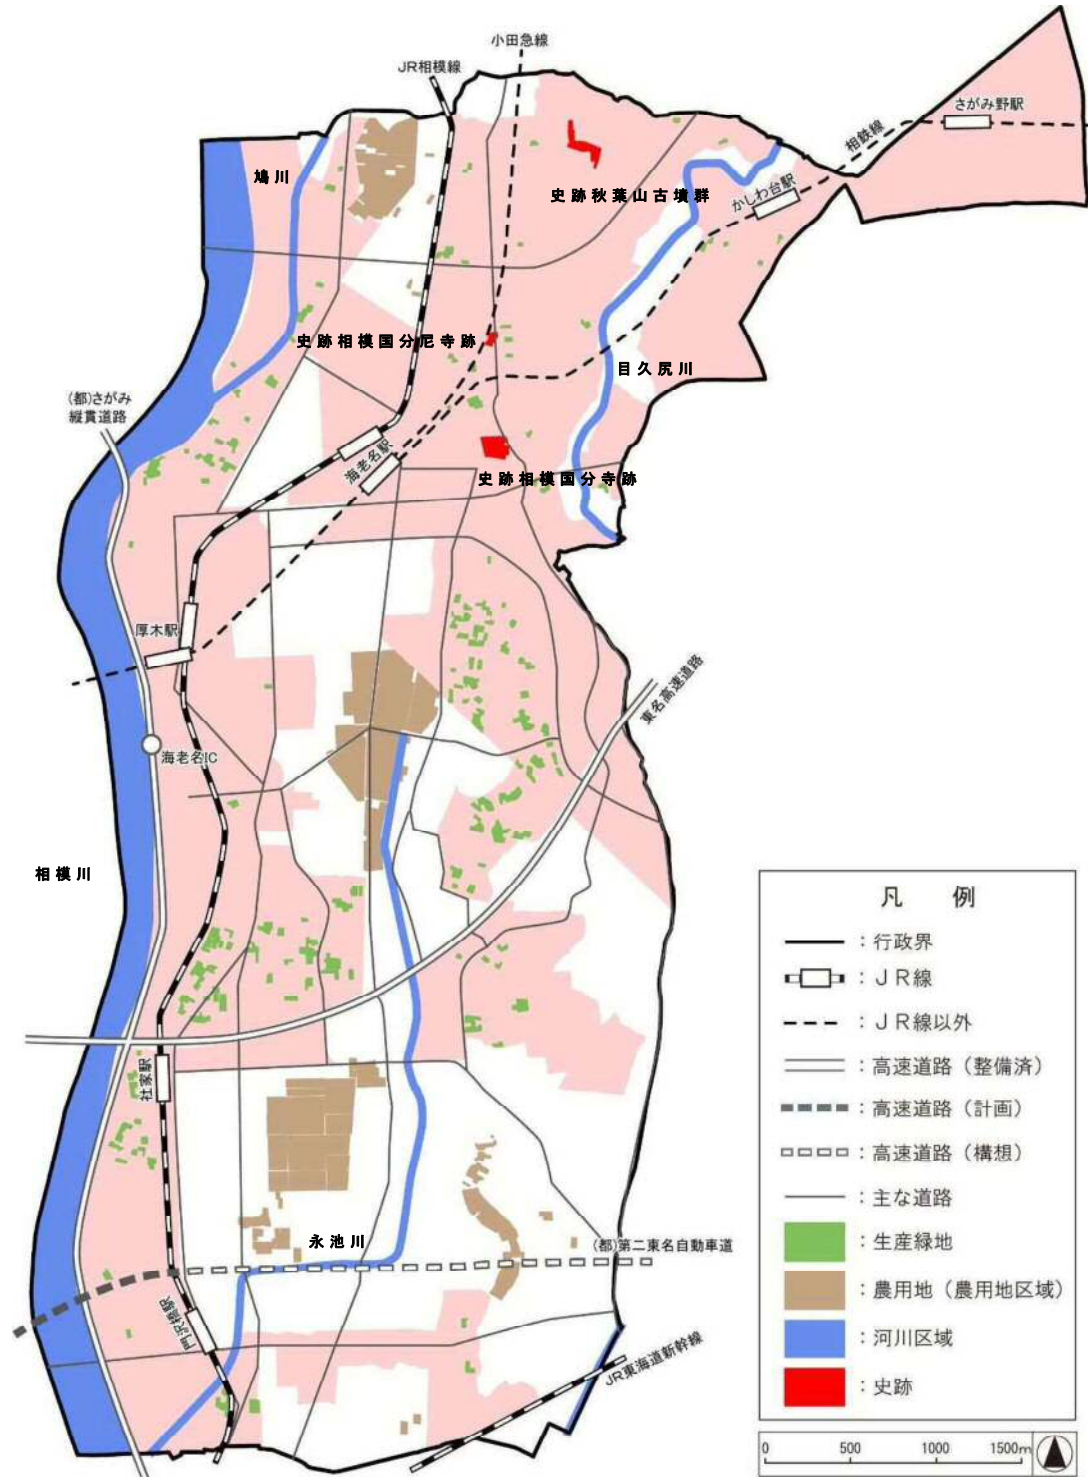 小田急線
JR相模線
さがみ野駅
相鉄線
鳩川
史跡秋葉山古墳群
かしわ台駅
史跡相模国分尼寺跡
目久尻川
(都)さがみ
縦貫道路
海老名駅
史跡相模国分寺跡
厚木駅
東名高速道路
海老名IC
相模川
社家駅
永池川
(都)第二東名自動車道
門沢橋駅
JR東海道新幹線
凡 例
：行政界
：ＪＲ線
：ＪＲ線以外
：高速道路（整備済）
：高速道路（計画）
：高速道路（構想）
：主な道路
：生産緑地
：農用地（農用地区域）
：河川区域
：史跡
0 500 1000 1500m